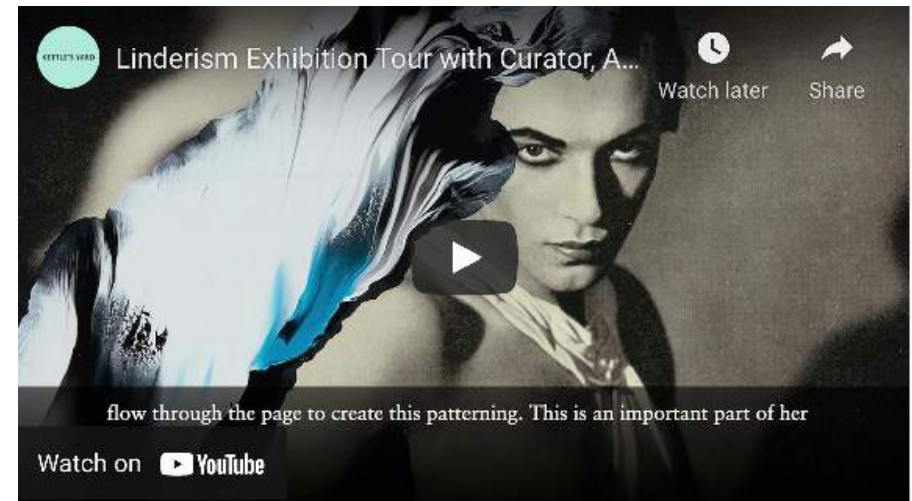 KETTLE'S YARD
Linderism Exhibition Tour with Curator, A...
Watch later
Share
flow through the page to create this patterning. This is an important part of her
Watch on YouTube